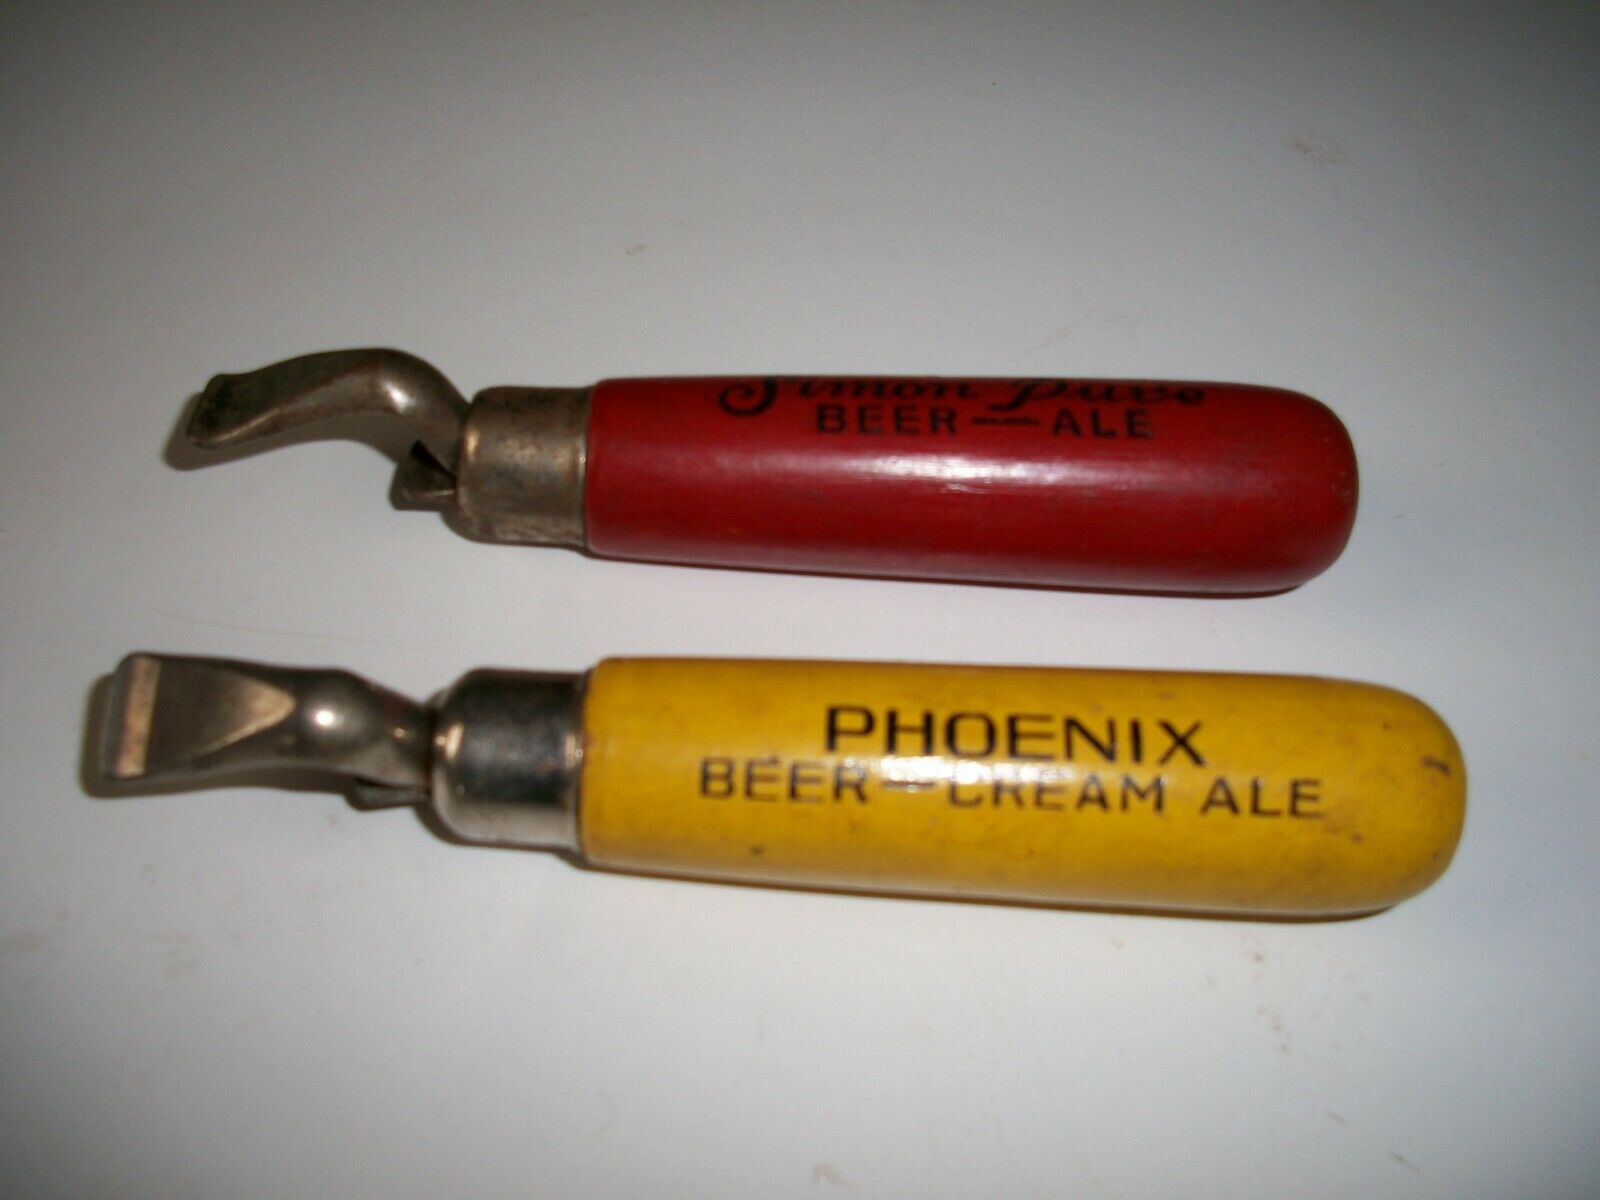 Simon Pure
BEER — ALE
PHOENIX
BEER — CREAM ALE